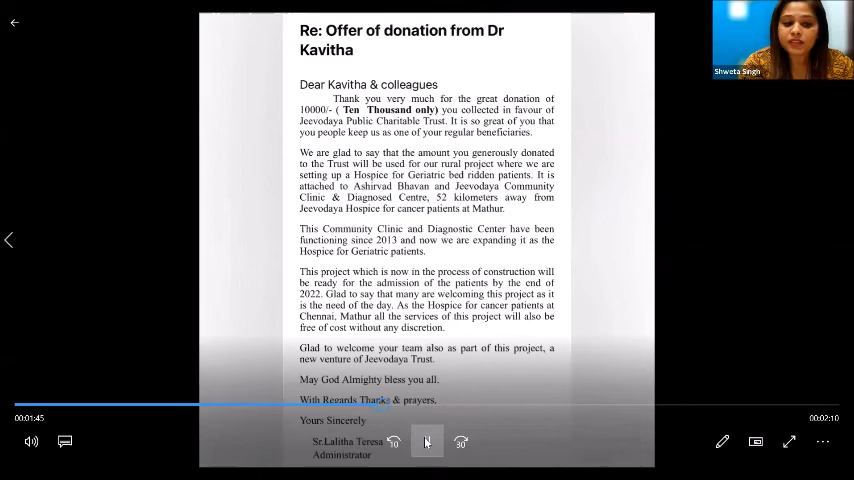 Re: Offer of donation from Dr
Kavitha
Shweta Singh
Dear Kavitha & colleagues
Thank you very much for the great donation of
10000/- ( Ten Thousand only) you collected in favour of
Jeevodaya Public Charitable Trust. It is so great of you that
you people keep us as one of your regular beneficiaries.
We are glad to say that the amount you generously donated
to the Trust will be used for our rural project where we are
setting up a Hospice for Geriatric bed ridden patients. It is
attached to Ashirvad Bhavan and Jeevodaya Community
Clinic & Diagnosed Centre, 52 kilometers away from
Jeevodaya Hospice for cancer patients at Mathur.
This Community Clinic and Diagnostic Center have been
functioning since 2013 and now we are expanding it as the
Hospice for Geriatric patients.
This project which is now in the process of construction will
be ready for the admission of the patients by the end of
2022. Glad to say that many are welcoming this project as it
is the need of the day. As the Hospice for cancer patients at
Chennai, Mathur all the services of this project will also be
free of cost without any discretion.
Glad to welcome your team also as part of this project, a
new venture of Jeevodaya Trust.
May God Almighty bless you all.
With Regards Thanks & prayers,
00:01:45
00:02:10
Yours Sincerely
Sr.Lalitha Teresa
Administrator
10
30